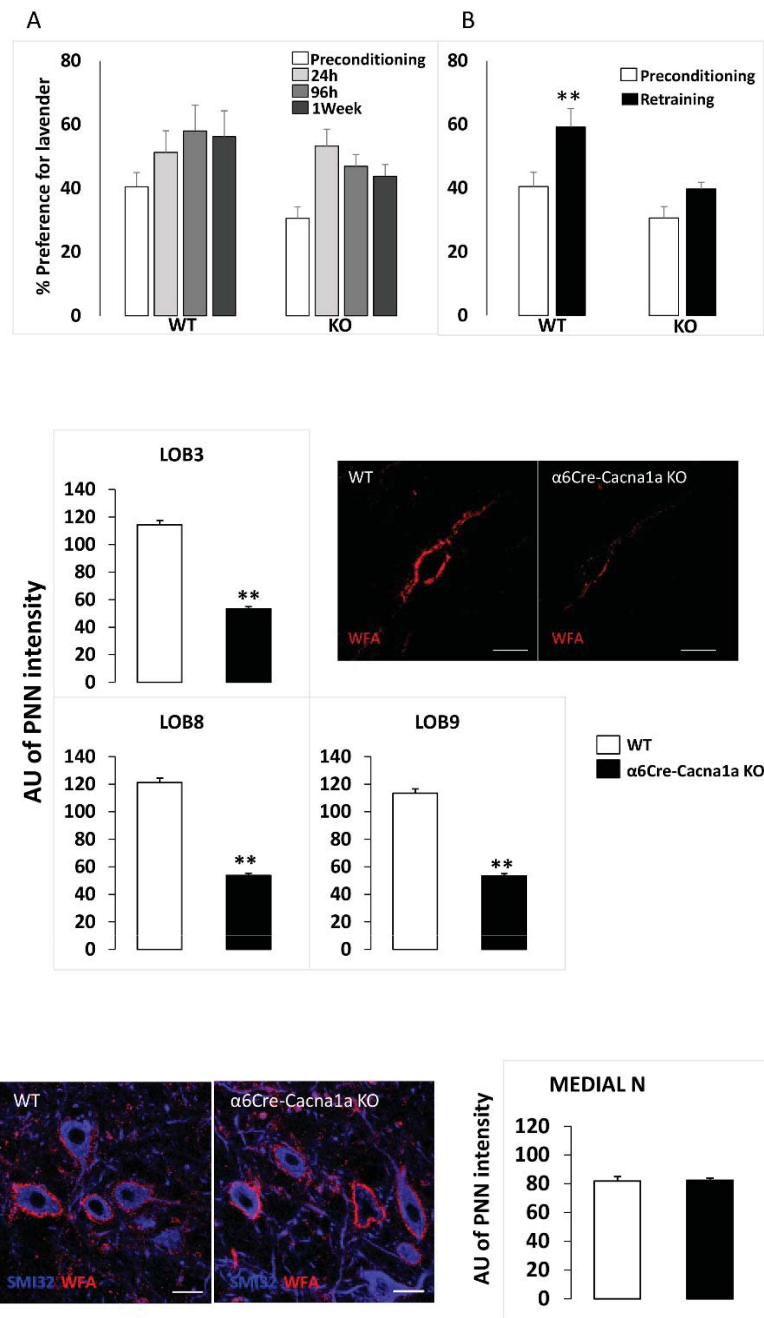 A
B
80
60
40
20
0
% Preference for lavender
Preconditioning
24h
96h
1Week
WT
KO
80
60
40
20
0
Preconditioning
Retraining
**
WT
KO
AU of PNN intensity
LOB3
140
120
100
80
60
40
20
0
**
WT
α6Cre-Cacna1a KO
WFA
WFA
LOB8
140
120
100
80
60
40
20
0
**
LOB9
140
120
100
80
60
40
20
0
**
WT
α6Cre-Cacna1a KO
WT
α6Cre-Cacna1a KO
SMI32 WFA
SMI32 WFA
MEDIAL N
AU of PNN intensity
120
100
80
60
40
20
0